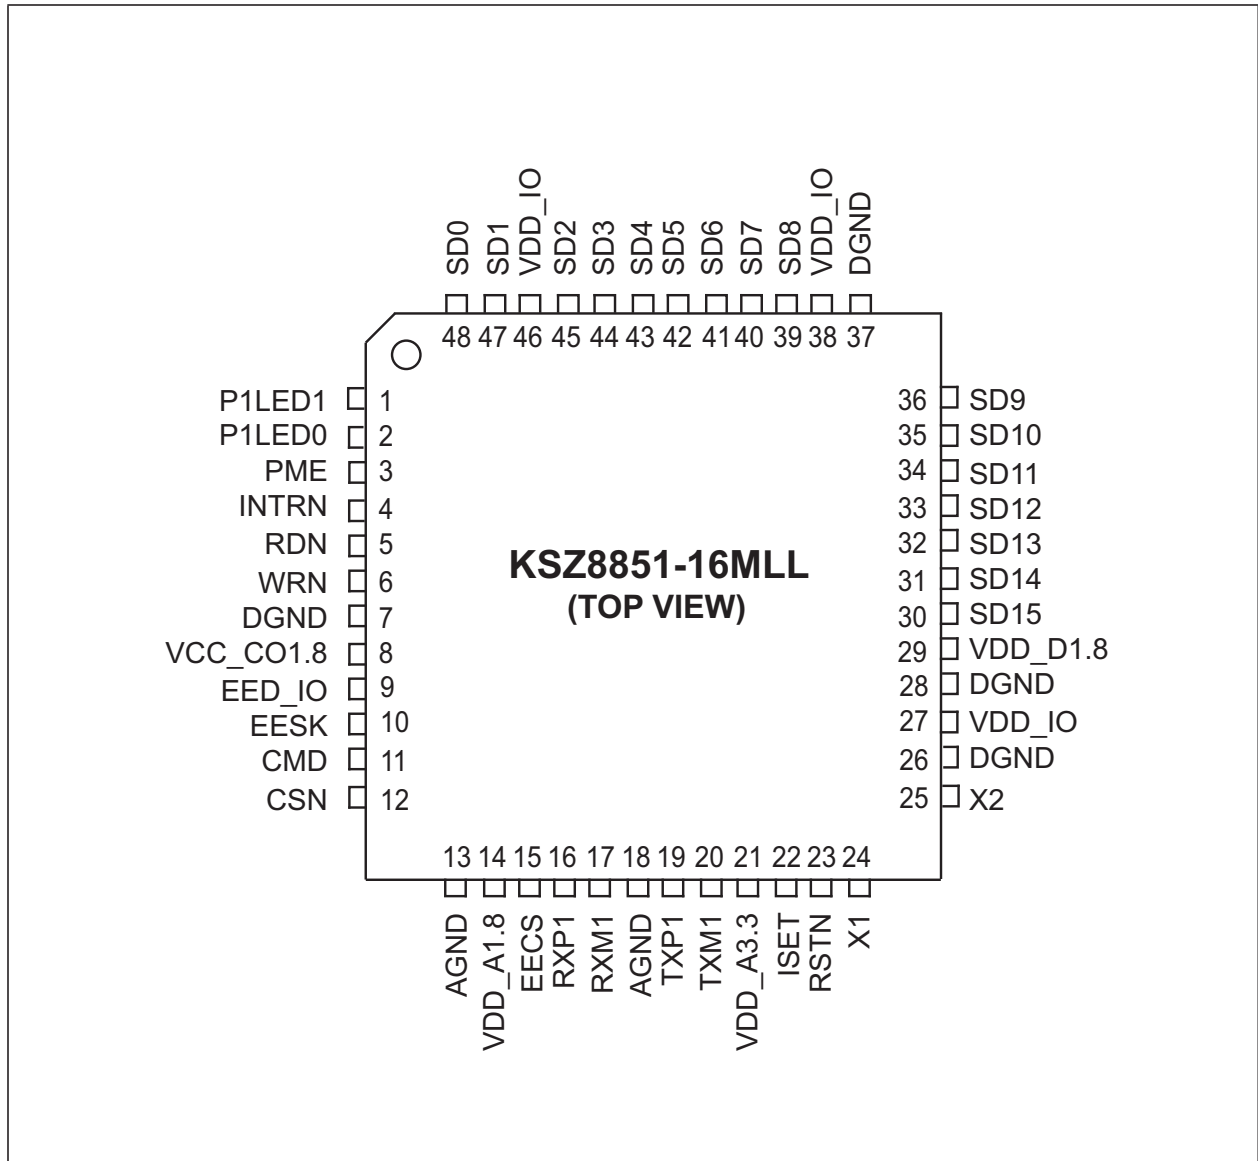 SD0
SD1
VDD_IO
SD2
SD3
SD4
SD5
SD6
SD7
SD8
VDD_IO
DGND
48 47 46 45 44 43 42 41 40 39 38 37
P1LED1 1
P1LED0 2
PME 3
INTRN 4
RDN 5
WRN 6
DGND 7
VCC_CO1.8 8
EED_IO 9
EESK 10
CMD 11
CSN 12
KSZ8851-16MLL
(TOP VIEW)
36 SD9
35 SD10
34 SD11
33 SD12
32 SD13
31 SD14
30 SD15
29 VDD_D1.8
28 DGND
27 VDD_IO
26 DGND
25 X2
13 14 15 16 17 18 19 20 21 22 23 24
AGND
VDD_A1.8
EECS
RXP1
RXM1
AGND
TXP1
TXM1
VDD_A3.3
ISET
RSTN
X1